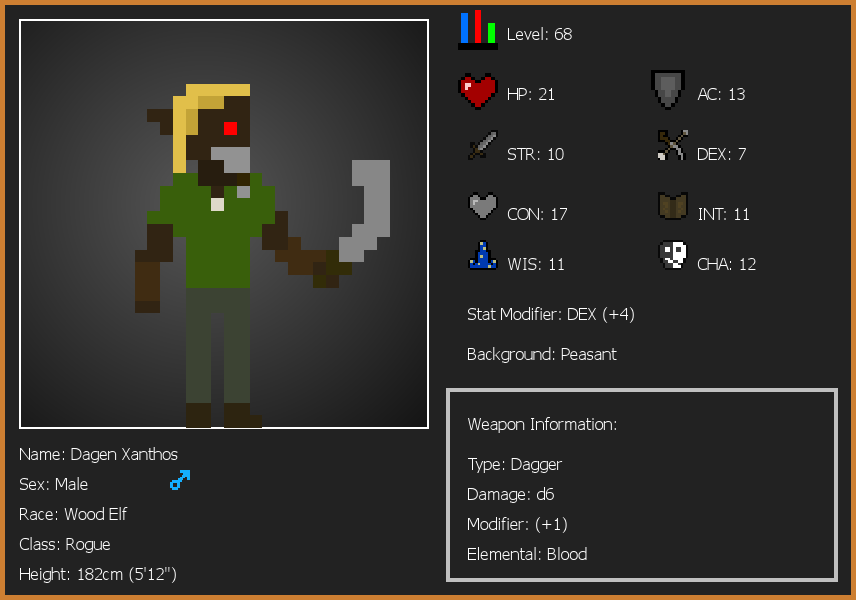 Level: 68
HP: 21
AC: 13
STR: 10
DEX: 7
CON: 17
INT: 11
WIS: 11
CHA: 12
Stat Modifier: DEX (+4)
Background: Peasant
Weapon Information:
Type: Dagger
Damage: d6
Modifier: (+1)
Elemental: Blood
Name: Dagen Xanthos
Sex: Male
Race: Wood Elf
Class: Rogue
Height: 182cm (5'12")